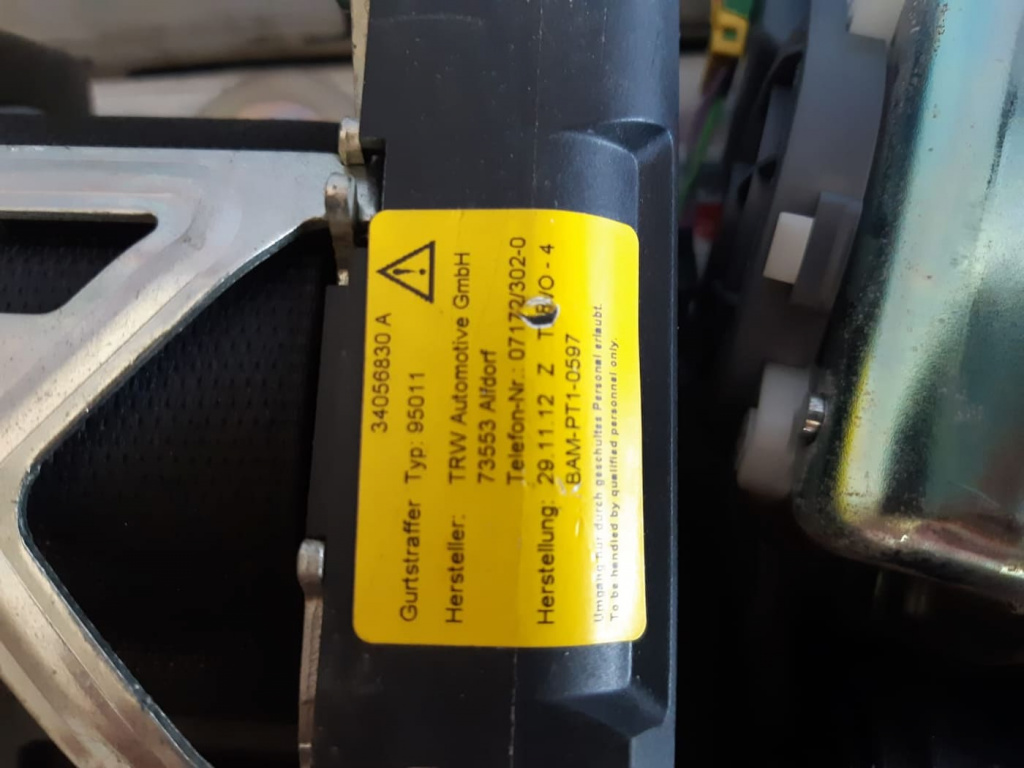 34056830 A
Gurtstraffer Typ: 95011
Hersteller: TRW Automotive GmbH
73553 Alfdorf
Telefon-Nr.: 07172/302-0
Herstellung: 29.11.12 Z - 4
BAM-PT1-0597
Umgang nur durch geschultes Personal erlaubt.
To be handled by qualified personnel only.